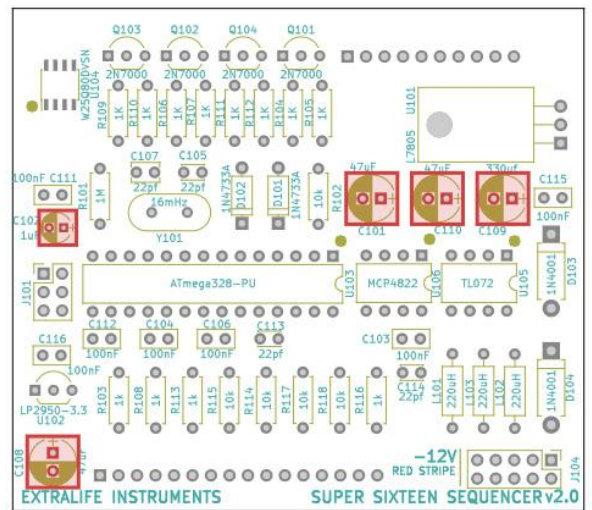 Q103 Q102 Q104 Q101
2N7000 2N7000 2N7000 2N7000
W25Q80DVSN
U104
R109 1K
R110 1K
R106 1K
R107 1K
R111 1K
R112 1K
R104 1K
R105 1K
U101
L7805
100nF C111
C102
1uF
R101 1M
C107
22pf
C105
22pf
16mHz
Y101
1N4733A
D102
D101
1N4733A
10k
R102
47uF
C101
47uF
C110
330uf
C109
C115
100nF
J101
ATmega328-PU
U103
MCP4822
U106
TL072
U105
1N4001
D103
C116
100nF
C112
100nF
C104
100nF
C106
100nF
C113
22pf
C103
100nF
C114
22pf
LP2950-3.3
U102
R103 1k
R108 1k
R113 1k
R115 10k
R114 10k
R117 10k
R118 10k
R116 1k
L101 220uH
L103 220uH
L102 220uH
1N4001
D104
C108
47uF
-12V
RED STRIPE
J104
EXTRALIFE INSTRUMENTS SUPER SIXTEEN SEQUENCER v2.0